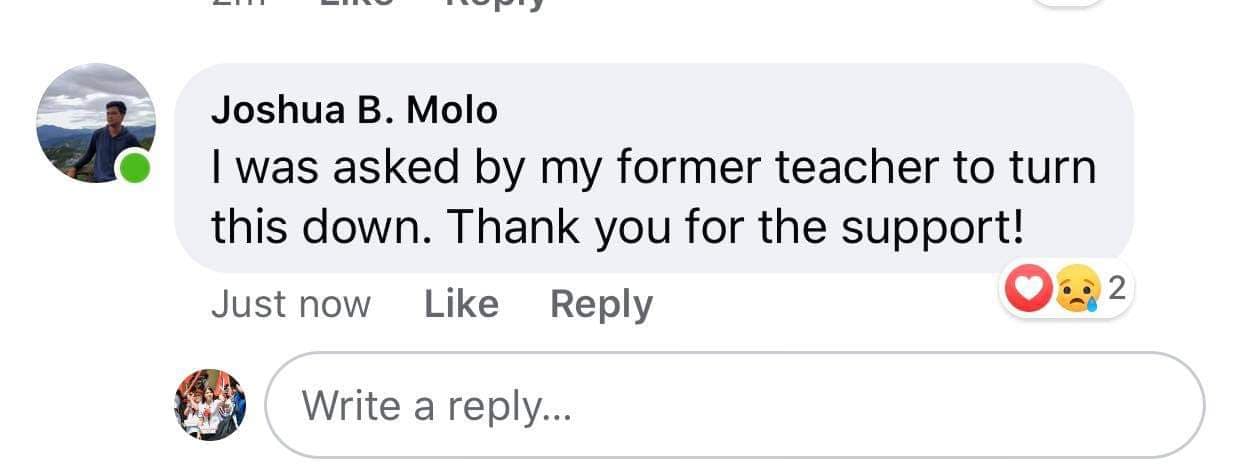 2m Like Reply
Joshua B. Molo
I was asked by my former teacher to turn
this down. Thank you for the support!
Just now Like Reply
2
Write a reply...